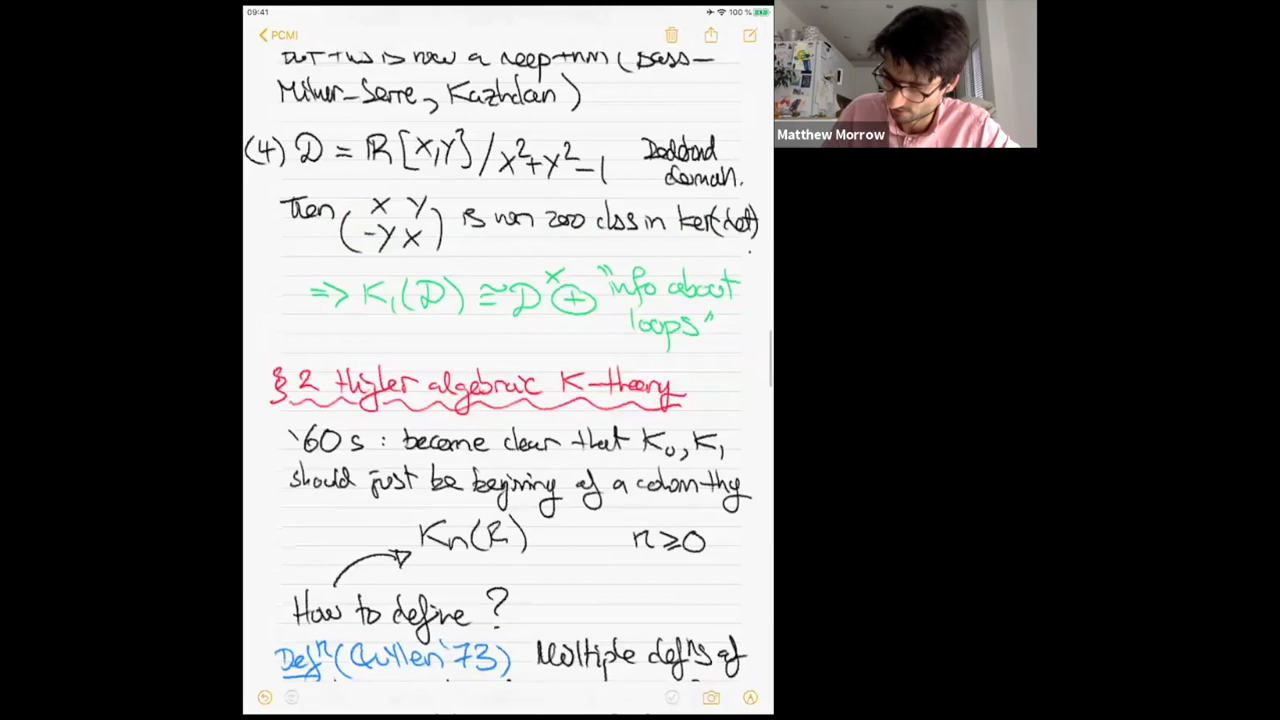 09:41
100 %
PCMI
but this is now a deep thm (Bass–
Milnor–Serre, Kazhdan)
(4) D = R[X,Y]/X²+Y²-1 Dedekind domain.
Then (X Y
-Y X) is non zero class in Ker(det).
=> K₁(D) ≅ D^× ⊕ "info about
loops"
§2 Higher algebraic K-theory
'60s: became clear that K₀, K₁
should just be begining of a cohom thy
Kn(R) n ≥ 0
How to define ?
Defⁿ (Quillen '73) Multiple defⁿs of
Matthew Morrow